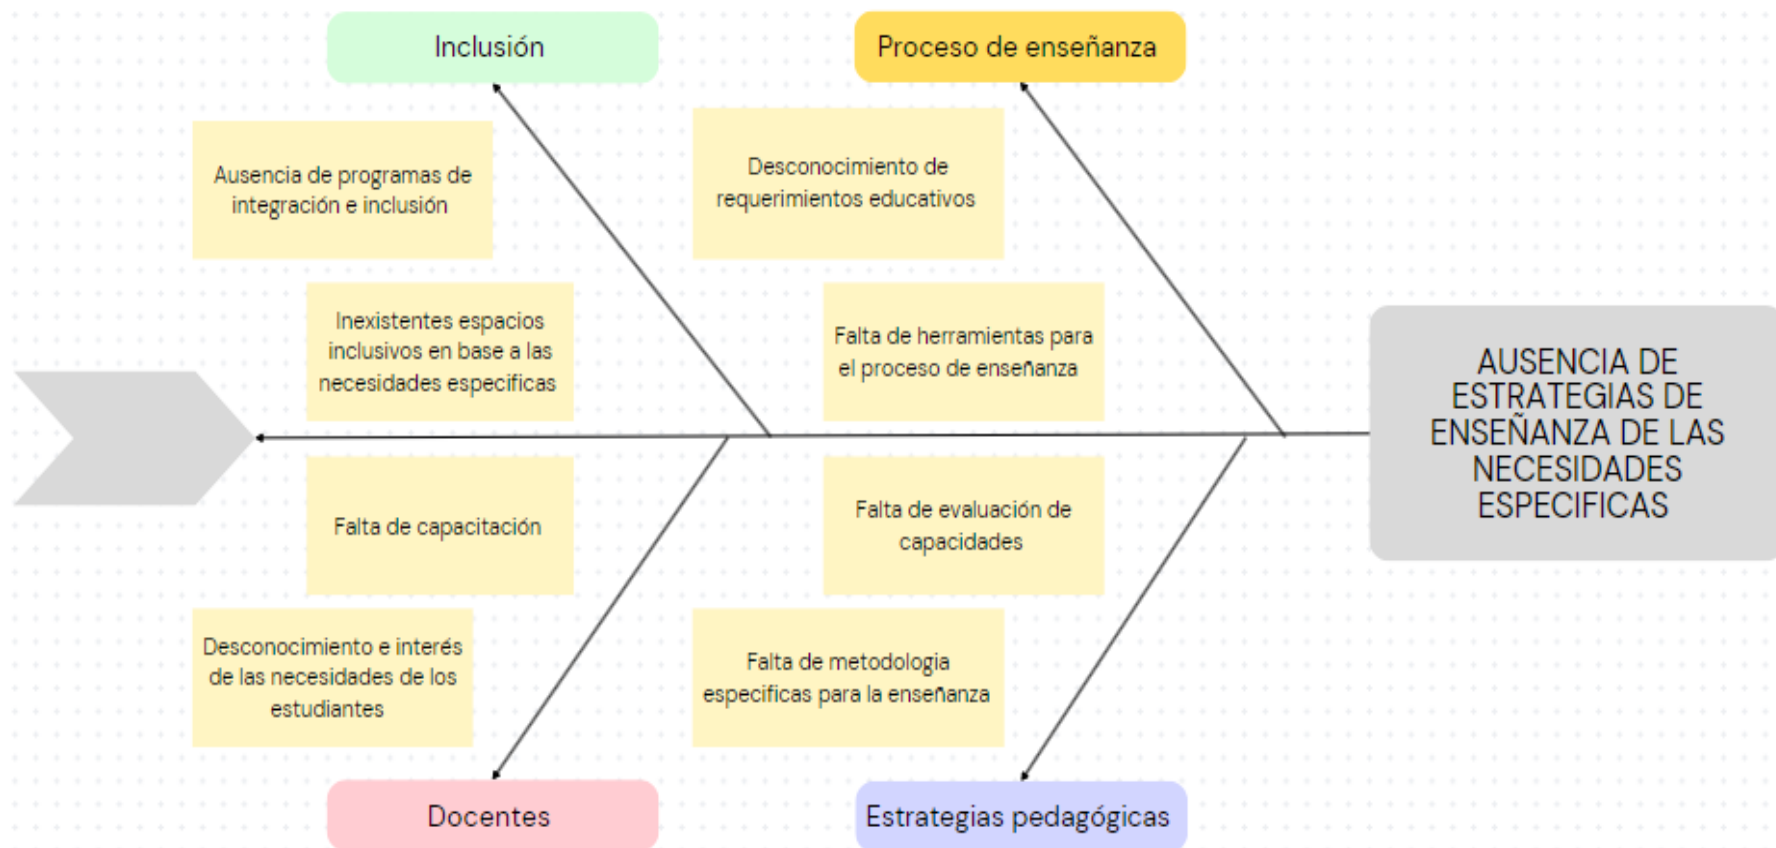 Inclusión
Proceso de enseñanza
Ausencia de programas de
integración e inclusión
Desconocimiento de
requerimientos educativos
Inexistentes espacios
inclusivos en base a las
necesidades especificas
Falta de herramientas para
el proceso de enseñanza
AUSENCIA DE
ESTRATEGIAS DE
ENSEÑANZA DE LAS
NECESIDADES
ESPECIFICAS
Falta de capacitación
Falta de evaluación de
capacidades
Desconocimiento e interés
de las necesidades de los
estudiantes
Falta de metodologia
especificas para la enseñanza
Docentes
Estrategias pedagógicas